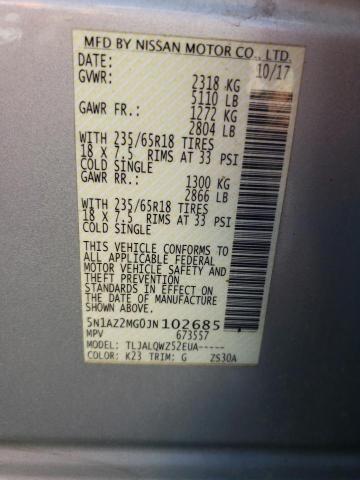 MFD BY NISSAN MOTOR CO., LTD.
DATE: 10/17
GVWR: 2318 KG
5110 LB
GAWR FR.: 1272 KG
2804 LB
WITH 235/65R18 TIRES
18 X 7.5 RIMS AT 33 PSI
COLD SINGLE
GAWR RR.: 1300 KG
2866 LB
WITH 235/65R18 TIRES
18 X 7.5 RIMS AT 33 PSI
COLD SINGLE
THIS VEHICLE CONFORMS TO
ALL APPLICABLE FEDERAL
MOTOR VEHICLE SAFETY
AND THEFT PREVENTION
STANDARDS IN EFFECT ON
THE DATE OF MANUFACTURE
SHOWN ABOVE.
5N1AZ2MG0JN102685
MPV 673557
MODEL: TLJALQWZ52EUA-----
COLOR: K23 TRIM: G ZS30A